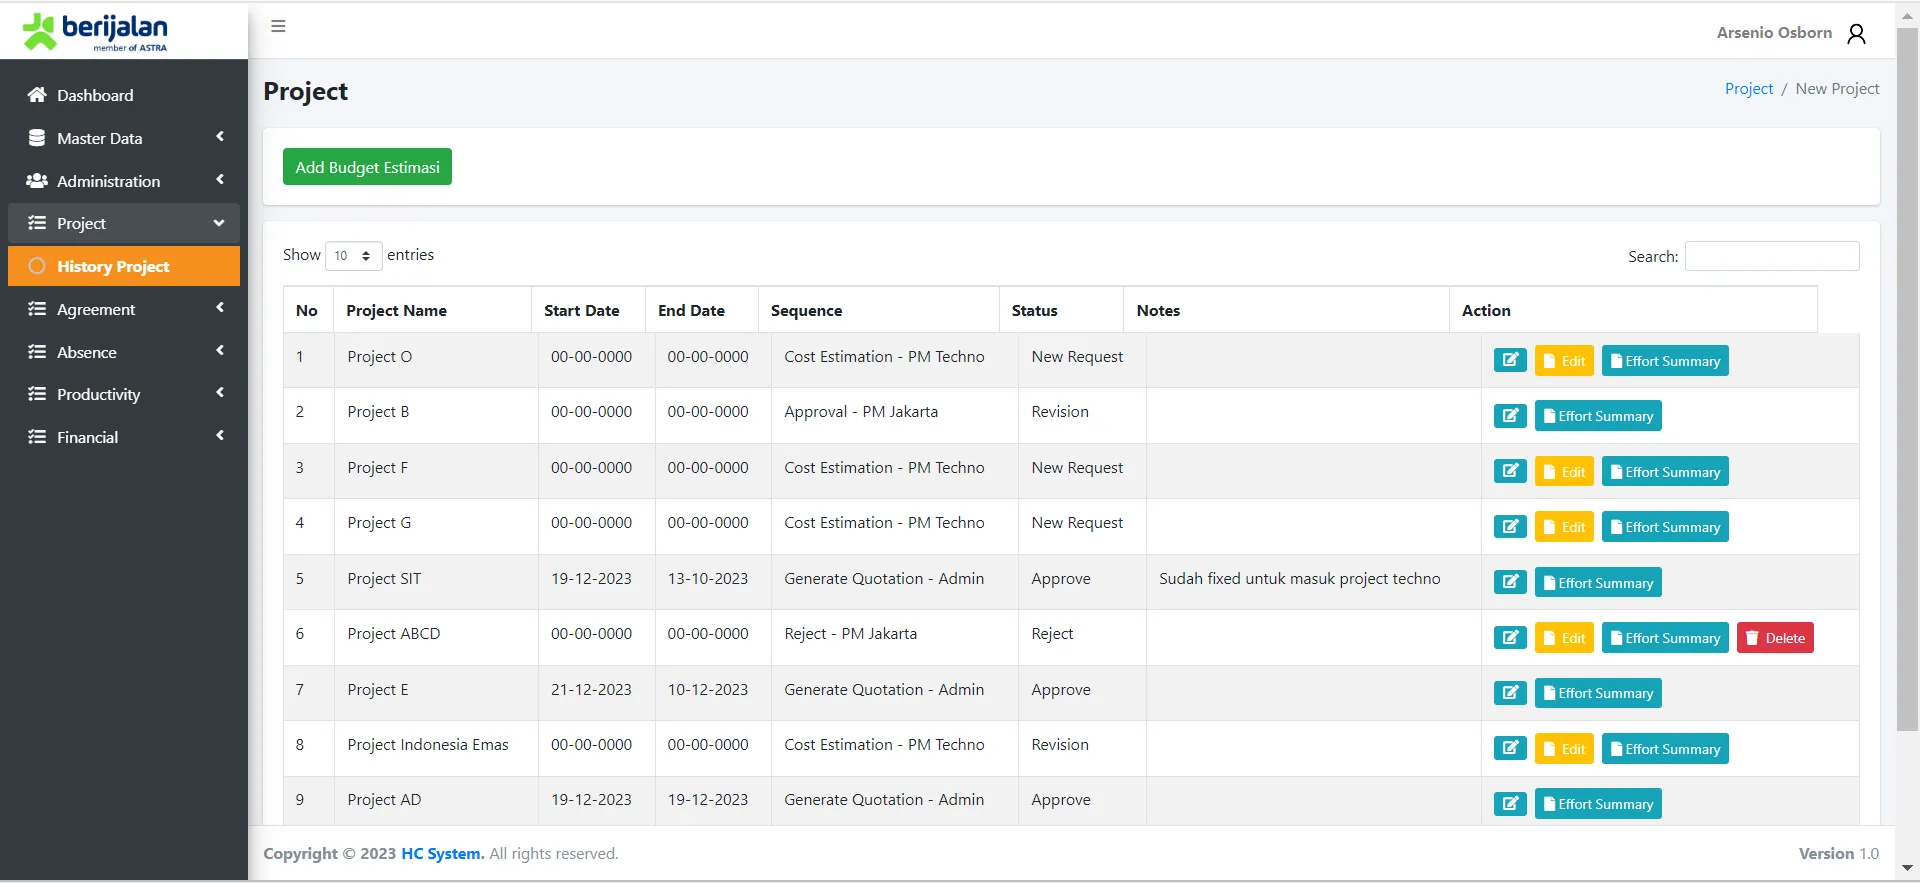 berijalan
member of ASTRA
Arsenio Osborn
Dashboard
Master Data
Administration
Project
History Project
Agreement
Absence
Productivity
Financial
Project
Project / New Project
Add Budget Estimasi
Show 10 entries
Search:
No Project Name Start Date End Date Sequence Status Notes Action
1 Project O 00-00-0000 00-00-0000 Cost Estimation - PM Techno New Request Edit Effort Summary
2 Project B 00-00-0000 00-00-0000 Approval - PM Jakarta Revision Effort Summary
3 Project F 00-00-0000 00-00-0000 Cost Estimation - PM Techno New Request Edit Effort Summary
4 Project G 00-00-0000 00-00-0000 Cost Estimation - PM Techno New Request Edit Effort Summary
5 Project SIT 19-12-2023 13-10-2023 Generate Quotation - Admin Approve Sudah fixed untuk masuk project techno Effort Summary
6 Project ABCD 00-00-0000 00-00-0000 Reject - PM Jakarta Reject Edit Effort Summary Delete
7 Project E 21-12-2023 10-12-2023 Generate Quotation - Admin Approve Effort Summary
8 Project Indonesia Emas 00-00-0000 00-00-0000 Cost Estimation - PM Techno Revision Edit Effort Summary
9 Project AD 19-12-2023 19-12-2023 Generate Quotation - Admin Approve Effort Summary
Copyright © 2023 HC System. All rights reserved.
Version 1.0